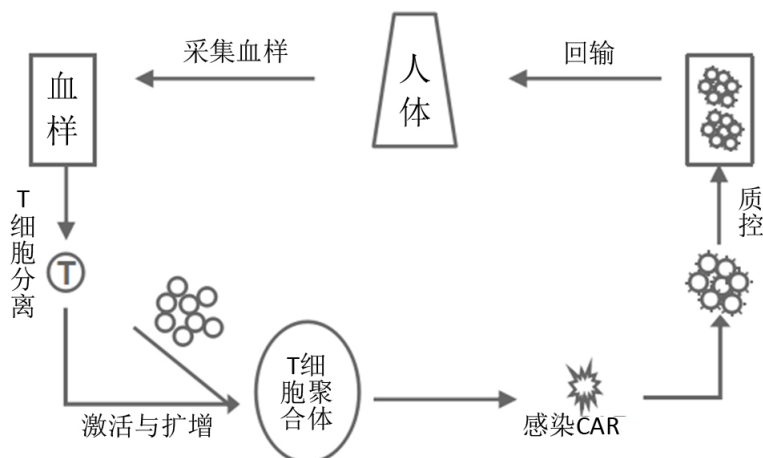 采集血样
人
体
回输
血
样
T
细
胞
分
离
T
质
控
T细
胞聚
合体
激活与扩增
感染CAR